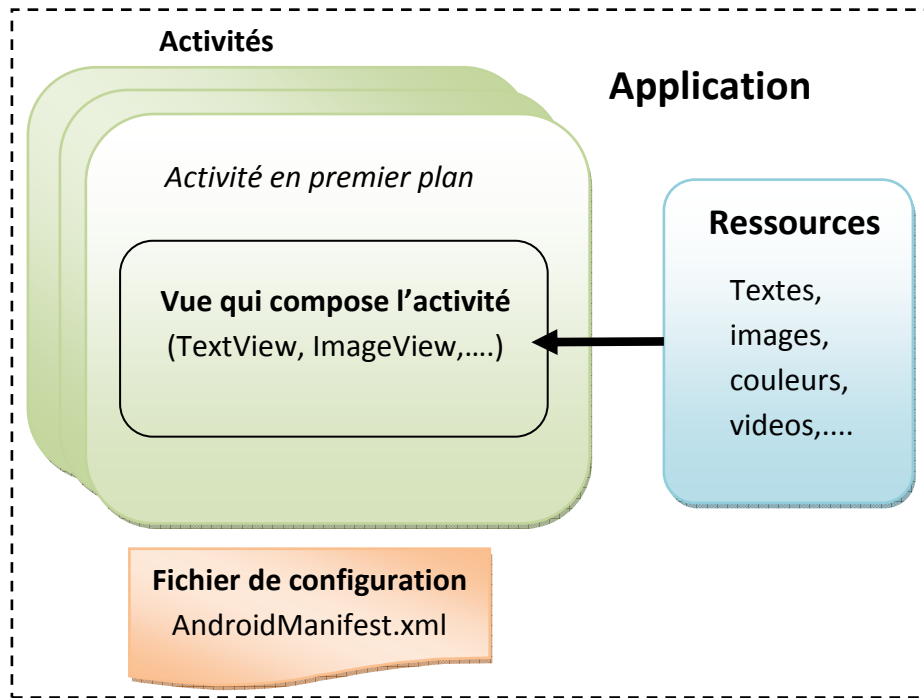 Activités
Application
Activité en premier plan
Vue qui compose l’activité
(TextView, ImageView,….)
Ressources
Textes,
images,
couleurs,
videos,....
Fichier de configuration
AndroidManifest.xml